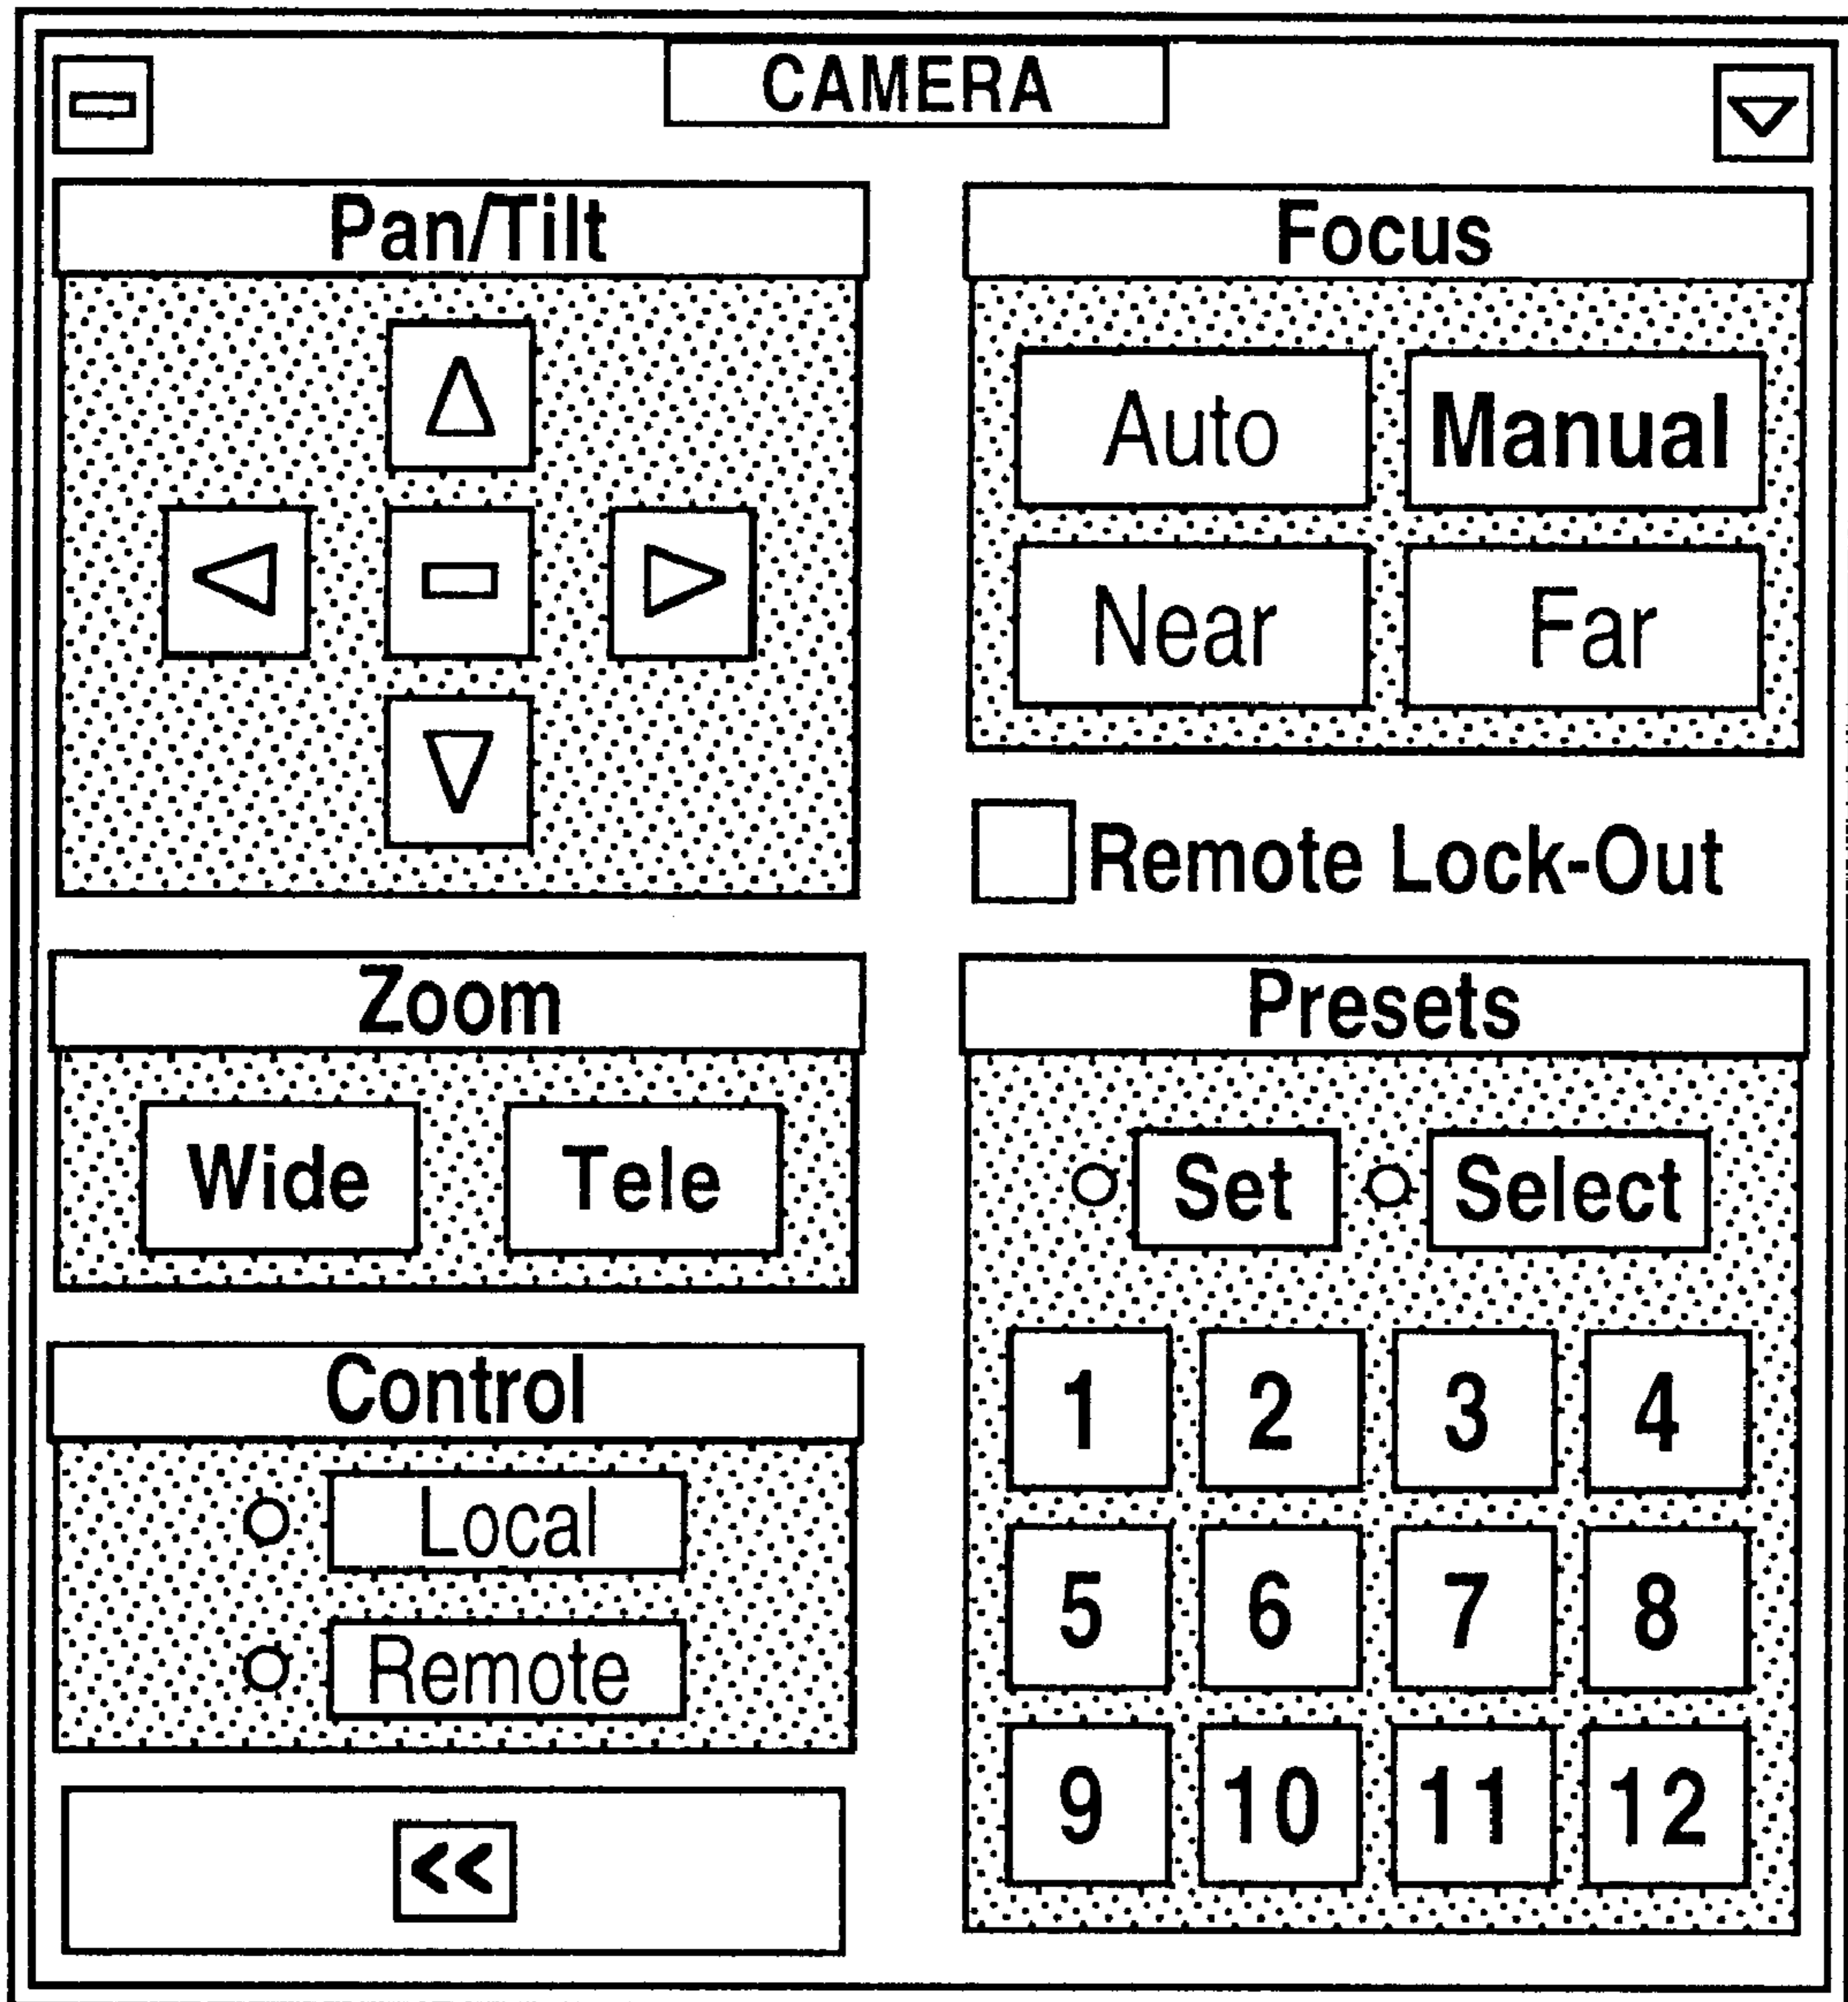 CAMERA
Pan/Tilt
Focus
Auto Manual
Near Far
Remote Lock-Out
Zoom
Wide Tele
Presets
Set Select
1 2 3 4
5 6 7 8
9 10 11 12
Control
Local
Remote
<<